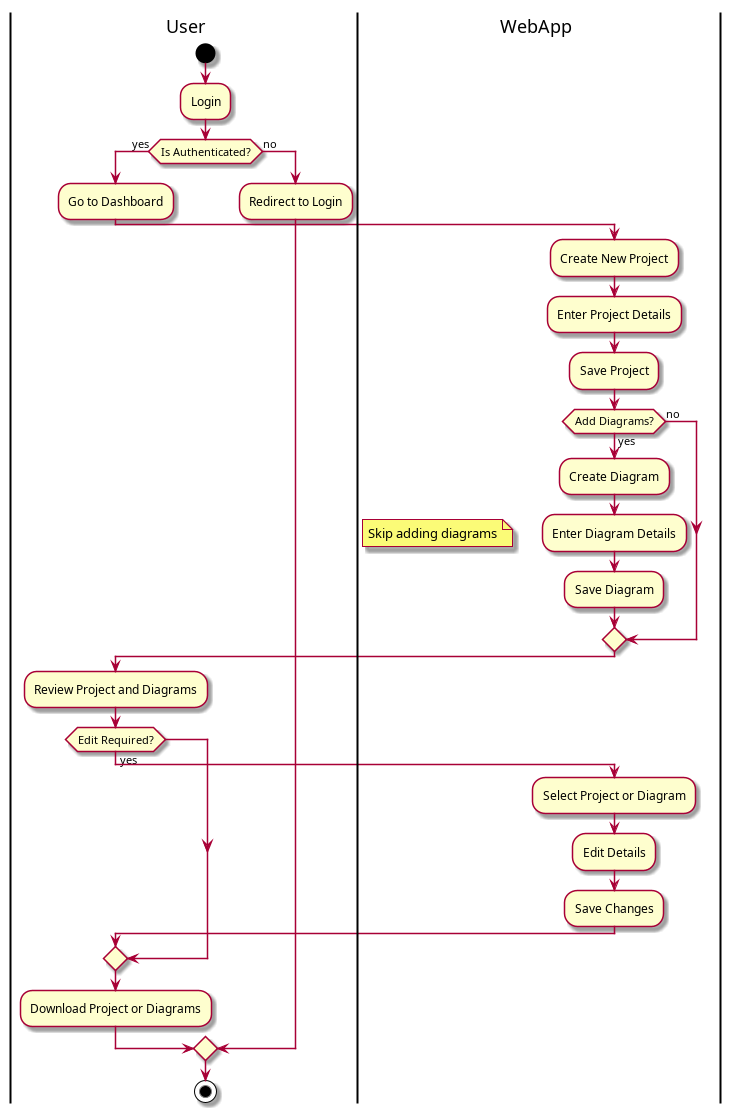 User
WebApp
Login
yes
Is Authenticated?
no
Go to Dashboard
Redirect to Login
Create New Project
Enter Project Details
Save Project
Add Diagrams?
no
yes
Create Diagram
Skip adding diagrams
Enter Diagram Details
Save Diagram
Review Project and Diagrams
Edit Required?
yes
Select Project or Diagram
Edit Details
Save Changes
Download Project or Diagrams